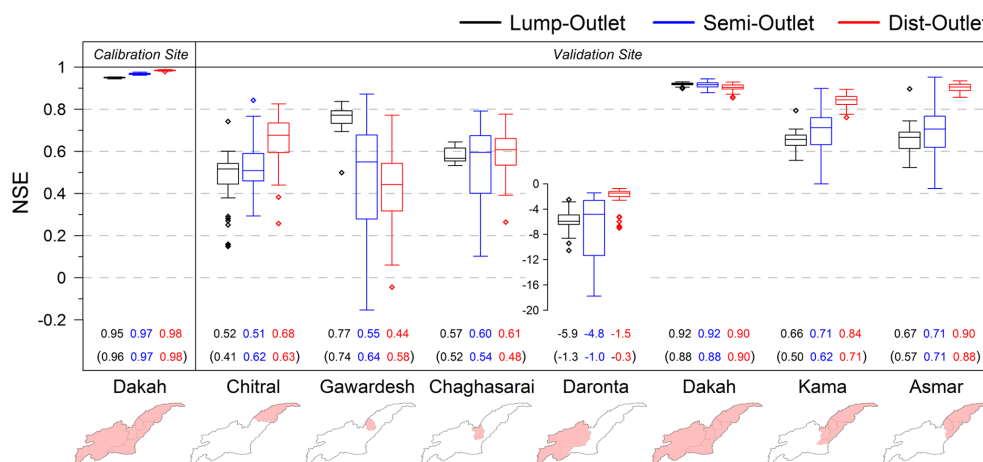 Lump-Outlet Semi-Outlet Dist-Outlet
Calibration Site Validation Site
NSE
1
0.8
0.6
0.4
0.2
0
-0.2
0
-4
-8
-12
-16
-20
0.95 0.97 0.98 0.52 0.51 0.68 0.77 0.55 0.44 0.57 0.60 0.61 -5.9 -4.8 -1.5 0.92 0.92 0.90 0.66 0.71 0.84 0.67 0.71 0.90
(0.96 0.97 0.98) (0.41 0.62 0.63) (0.74 0.64 0.58) (0.52 0.54 0.48) (-1.3 -1.0 -0.3) (0.88 0.88 0.90) (0.50 0.62 0.71) (0.57 0.71 0.88)
Dakah Chitral Gawardesh Chaghasarai Daronta Dakah Kama Asmar